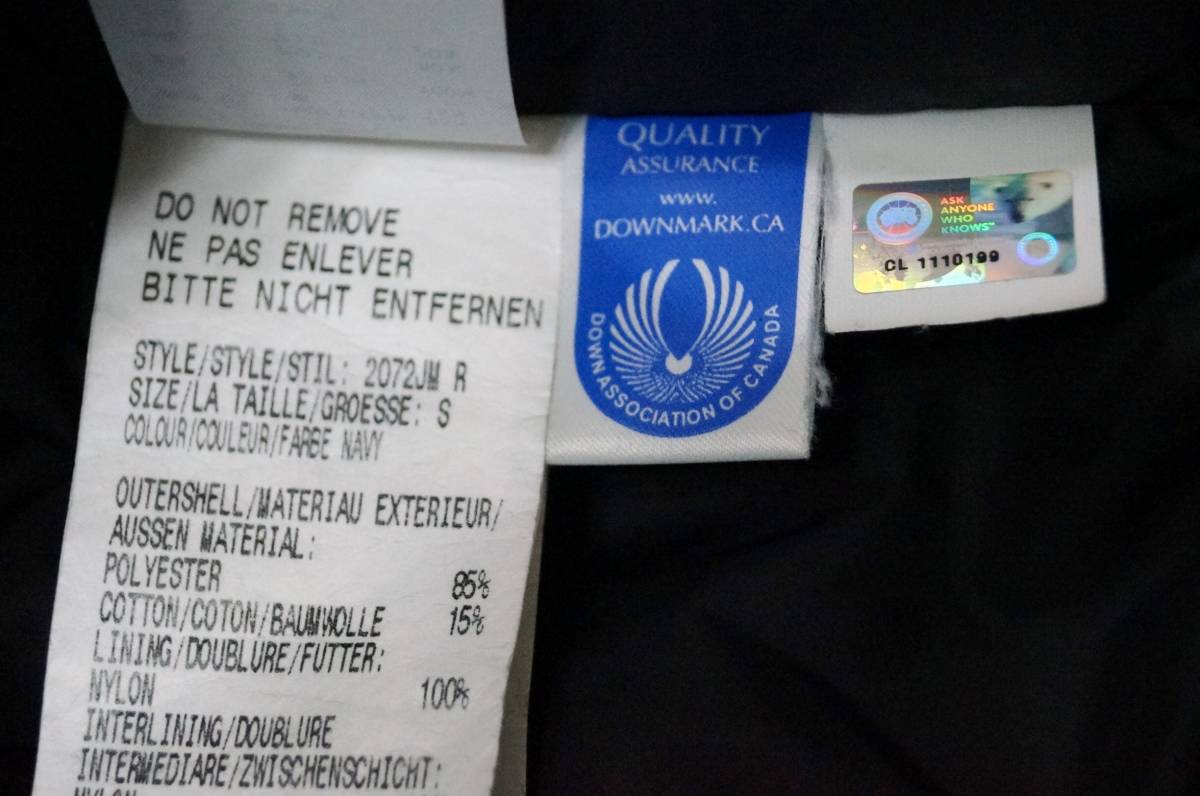 DO NOT REMOVE
NE PAS ENLEVER
BITTE NICHT ENTFERNEN
STYLE/STYLE/STIL: 2072JM R
SIZE/LA TAILLE/GROESSE: S
COLOUR/COULEUR/FARBE NAVY
OUTERSHELL/MATERIAU EXTERIEUR/
AUSSEN MATERIAL:
POLYESTER 85%
COTTON/COTON/BAUMWOLLE 15%
LINING/DOUBLURE/FUTTER:
NYLON 100%
INTERLINING/DOUBLURE
INTERMEDIARE/ZWISCHENSCHICHT:
NYLON
QUALITY
ASSURANCE
www.
DOWNMARK.CA
DOWN ASSOCIATION OF CANADA
ASK
ANYONE
WHO
KNOWS™
CL 1110199